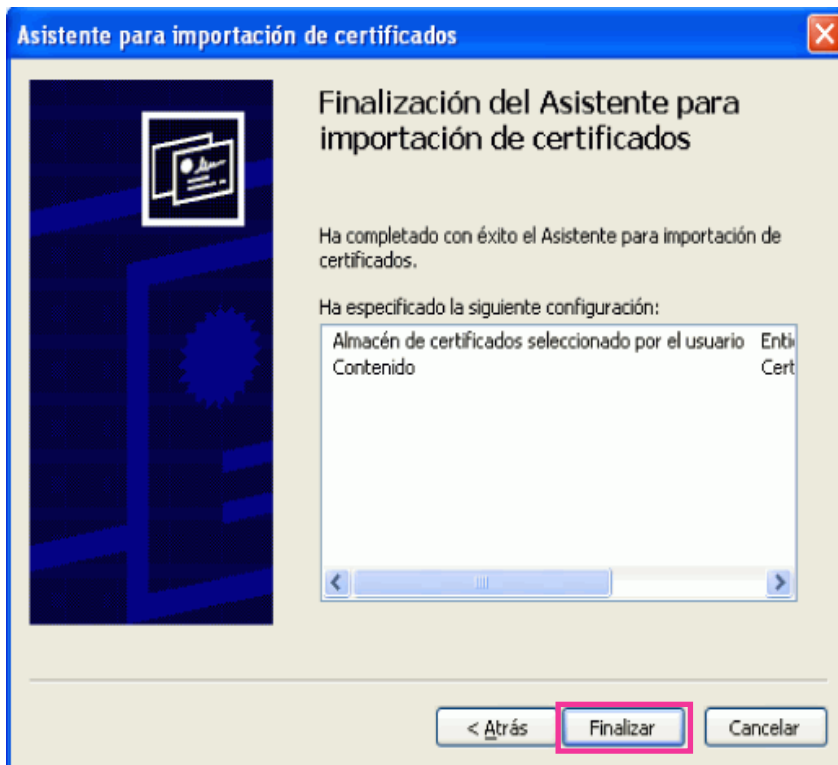 Asistente para importación de certificados
Finalización del Asistente para
importación de certificados
Ha completado con éxito el Asistente para importación de
certificados.
Ha especificado la siguiente configuración:
Almacén de certificados seleccionado por el usuario Enti
Contenido Cert
< Atrás Finalizar Cancelar